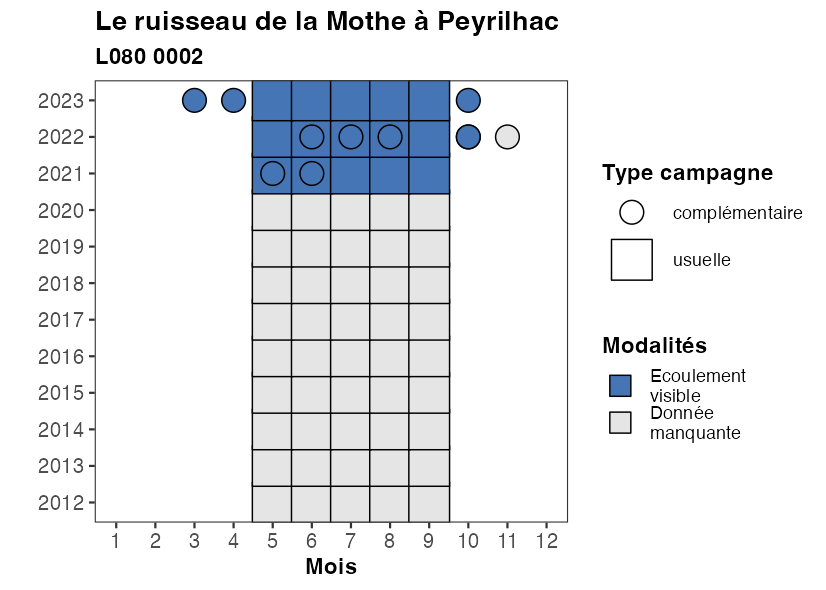 Le ruisseau de la Mothe à Peyrilhac
L080 0002
2023
2022
2021
2020
2019
2018
2017
2016
2015
2014
2013
2012
1 2 3 4 5 6 7 8 9 10 11 12
Mois
Type campagne
complémentaire
usuelle
Modalités
Ecoulement
visible
Donnée
manquante